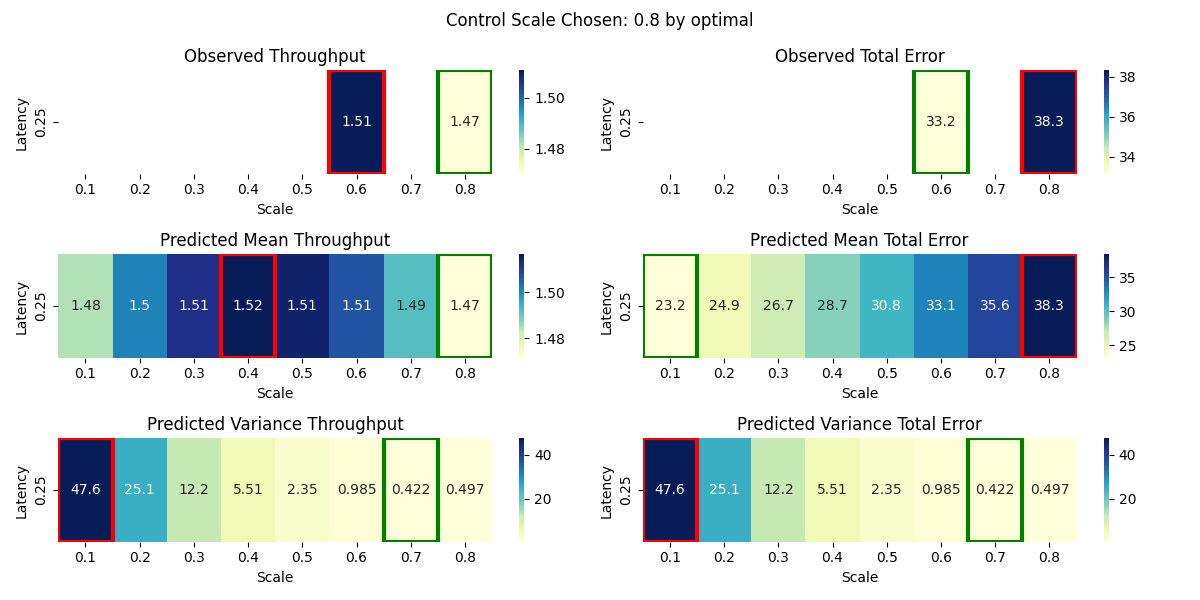 Control Scale Chosen: 0.8 by optimal
Observed Throughput
Latency
0.25
1.51
1.47
1.50
1.48
0.1 0.2 0.3 0.4 0.5 0.6 0.7 0.8
Scale
Observed Total Error
Latency
0.25
33.2
38.3
38
36
34
0.1 0.2 0.3 0.4 0.5 0.6 0.7 0.8
Scale
Predicted Mean Throughput
Latency
0.25
1.48 1.5 1.51 1.52 1.51 1.51 1.49 1.47
1.50
1.48
0.1 0.2 0.3 0.4 0.5 0.6 0.7 0.8
Scale
Predicted Mean Total Error
Latency
0.25
23.2 24.9 26.7 28.7 30.8 33.1 35.6 38.3
35
30
25
0.1 0.2 0.3 0.4 0.5 0.6 0.7 0.8
Scale
Predicted Variance Throughput
Latency
0.25
47.6 25.1 12.2 5.51 2.35 0.985 0.422 0.497
40
20
0.1 0.2 0.3 0.4 0.5 0.6 0.7 0.8
Scale
Predicted Variance Total Error
Latency
0.25
47.6 25.1 12.2 5.51 2.35 0.985 0.422 0.497
40
20
0.1 0.2 0.3 0.4 0.5 0.6 0.7 0.8
Scale